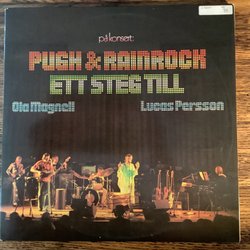 på konsert:
PUGH & RAINROCK
ETT STEG TILL
Ola Magnell Lucas Persson